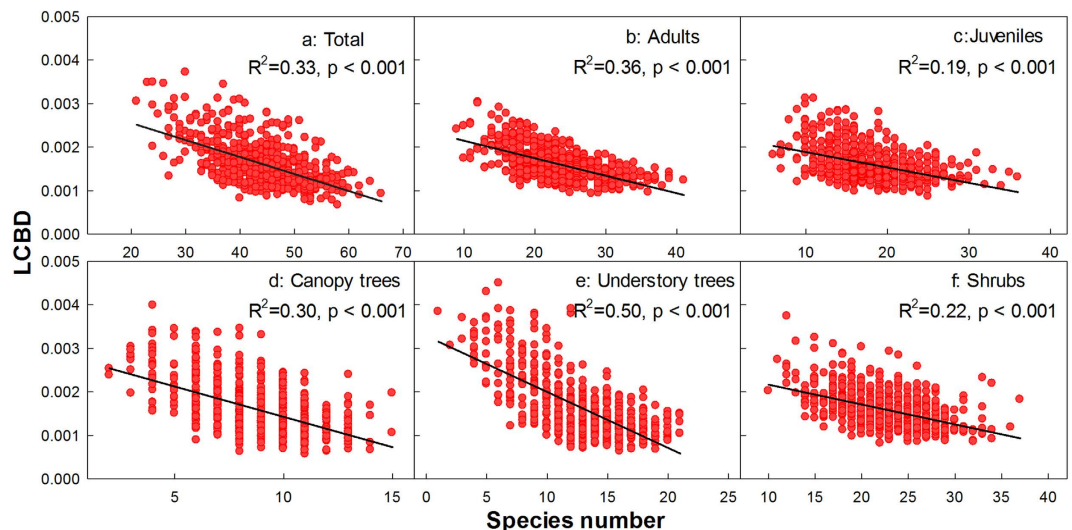 0.005
0.004
0.003
0.002
0.001
0.000
a: Total
R²=0.33, p < 0.001
20 30 40 50 60 70
b: Adults
R²=0.36, p < 0.001
10 20 30 40
c:Juveniles
R²=0.19, p < 0.001
10 20 30 40
LCBD
0.005
0.004
0.003
0.002
0.001
0.000
d: Canopy trees
R²=0.30, p < 0.001
5 10 15
e: Understory trees
R²=0.50, p < 0.001
0 5 10 15 20 25
f: Shrubs
R²=0.22, p < 0.001
10 15 20 25 30 35 40
Species number